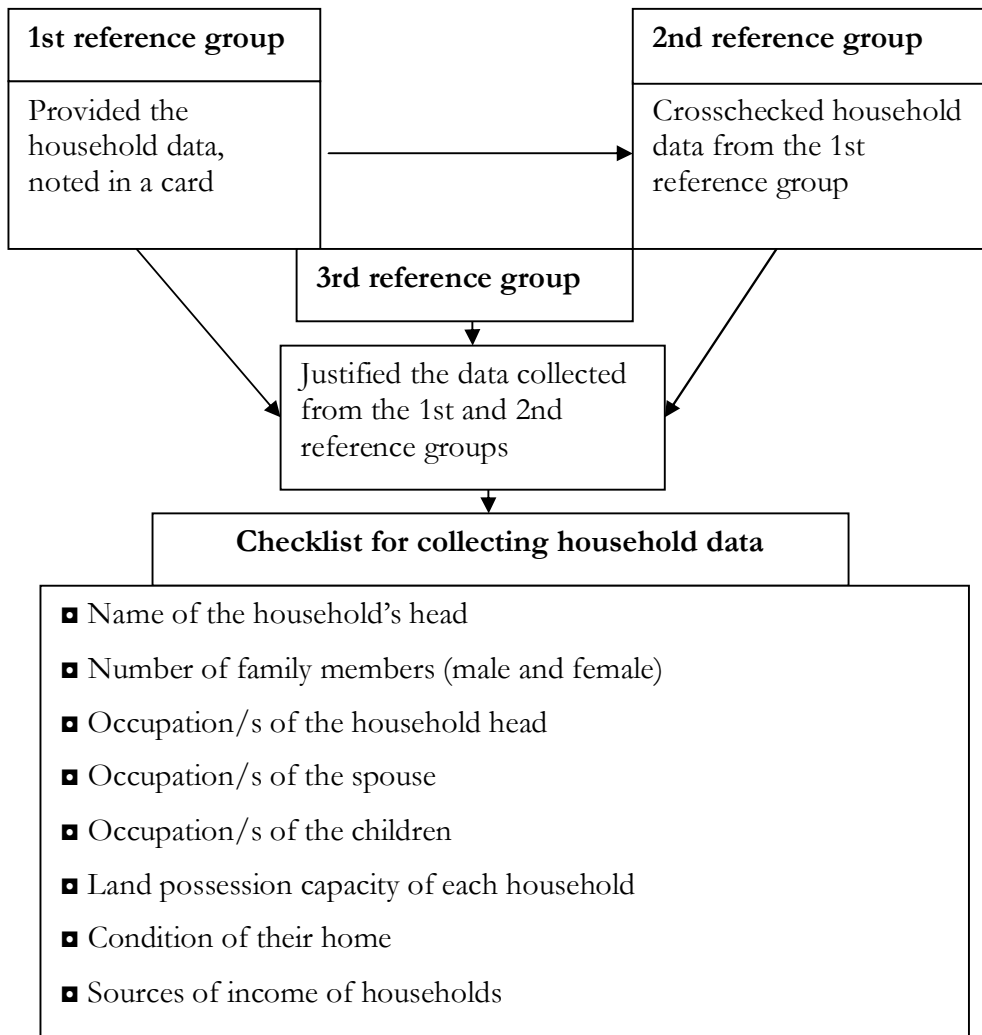 1st reference group
Provided the
household data,
noted in a card
2nd reference group
Crosschecked household
data from the 1st
reference group
3rd reference group
Justified the data collected
from the 1st and 2nd
reference groups
Checklist for collecting household data
◘ Name of the household’s head
◘ Number of family members (male and female)
◘ Occupation/s of the household head
◘ Occupation/s of the spouse
◘ Occupation/s of the children
◘ Land possession capacity of each household
◘ Condition of their home
◘ Sources of income of households